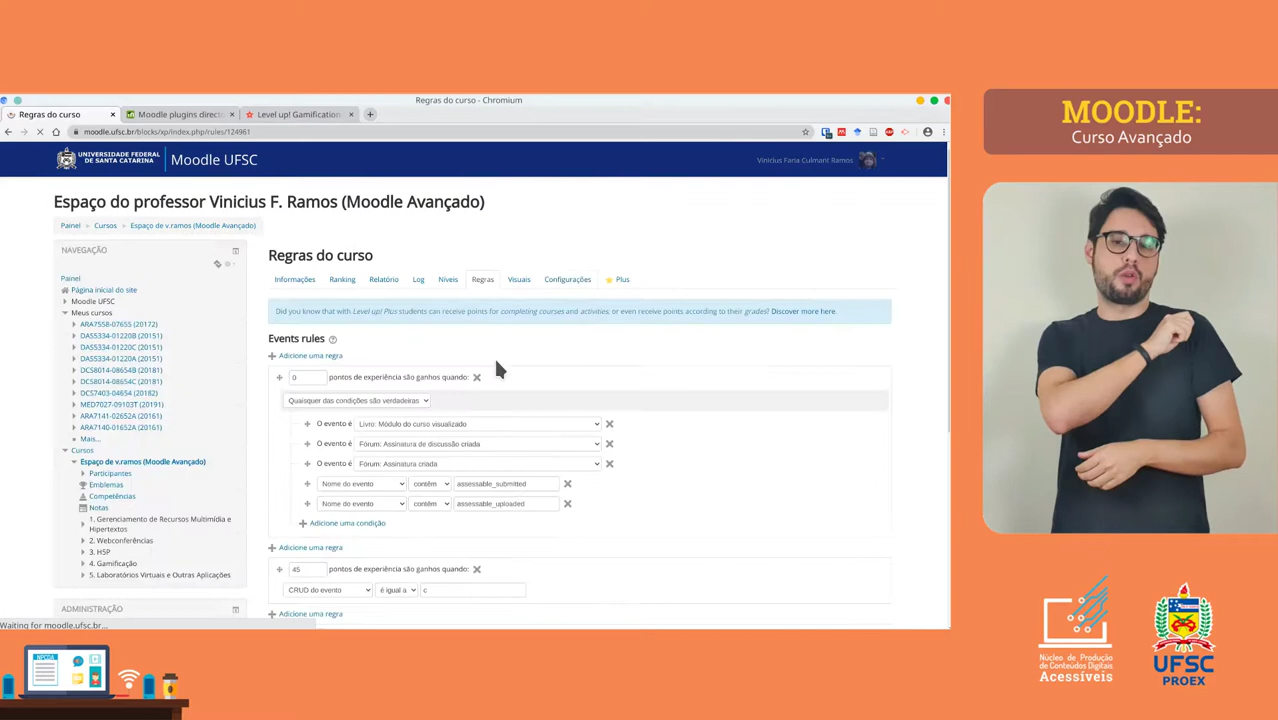 Regras do curso - Chromium
Regras do curso
Moodle plugins direct
Level up! Gamification
moodle.ufsc.br/blocks/xp/index.php/rules/124961
UNIVERSIDADE FEDERAL
DE SANTA CATARINA
Moodle UFSC
Vinicius Faria Culmant Ramos
Espaço do professor Vinicius F. Ramos (Moodle Avançado)
Painel
Cursos
Espaço de v.ramos (Moodle Avançado)
NAVEGAÇÃO
Painel
Página inicial do site
Moodle UFSC
Meus cursos
ARA7558-07655 (20172)
DAS5334-01220B (20151)
DAS5334-01220C (20151)
DAS5334-01220A (20151)
DCS8014-08654B (20181)
DCS8014-08654C (20181)
DCS7403-04654 (20182)
MED7027-09103T (20191)
ARA7141-02652A (20161)
ARA7140-01652A (20161)
Mais...
Cursos
Espaço de v.ramos (Moodle Avançado)
Participantes
Emblemas
Competências
Notas
1. Gerenciamento de Recursos Multimídia e
Hipertextos
2. Webconferências
3. H5P
4. Gamificação
5. Laboratórios Virtuais e Outras Aplicações
ADMINISTRAÇÃO
Waiting for moodle.ufsc.br...
Regras do curso
Informações Ranking Relatório Log Níveis Regras Visuais Configurações Plus
Did you know that with Level up! Plus students can receive points for completing courses and activities, or even receive points according to their grades? Discover more here.
Events rules
Adicione uma regra
0 pontos de experiência são ganhos quando:
Quaisquer das condições são verdadeiras
O evento é Livro: Módulo do curso visualizado
O evento é Fórum: Assinatura de discussão criada
O evento é Fórum: Assinatura criada
Nome do evento contém assessable_submitted
Nome do evento contém assessable_uploaded
Adicione uma condição
Adicione uma regra
45 pontos de experiência são ganhos quando:
CRUD do evento é igual a c
Adicione uma regra
MOODLE:
Curso Avançado
NPCDA
Núcleo de Produção
de Conteúdos Digitais
Acessíveis
UFSC
PROEX